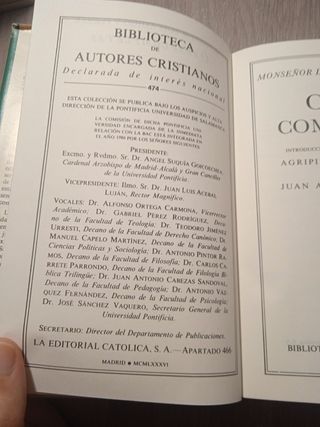 BIBLIOTECA
DE
AUTORES CRISTIANOS
Declarada de interés nacional
474
ESTA COLECCIÓN SE PUBLICA BAJO LOS AUSPICIOS Y ALTA
DIRECCIÓN DE LA PONTIFICIA UNIVERSIDAD DE SALAMANCA
LA COMISIÓN DE DICHA PONTIFICIA UNI-
VERSIDAD ENCARGADA DE LA INMEDIATA
RELACIÓN CON LA BAC ESTÁ INTEGRADA EN
EL AÑO 1986 POR LOS SEÑORES SIGUIENTES:
PRESIDENTE:
Excmo. y Rvdmo. Sr. Dr. ANGEL SUQUÍA GOICOECHEA,
Cardenal Arzobispo de Madrid-Alcalá y Gran Canciller
de la Universidad Pontificia.
VICEPRESIDENTE: Ilmo. Sr. Dr. JUAN LUIS ACEBAL
LUJÁN, Rector Magnífico.
VOCALES: Dr. ALFONSO ORTEGA CARMONA, Vicerrector
Académico; Dr. GABRIEL PÉREZ RODRÍGUEZ, Decano
de la Facultad de Teología; Dr. TEODORO JIMÉNEZ
URRESTI, Decano de la Facultad de Derecho Canónico; Dr.
MANUEL CAPELO MARTÍNEZ, Decano de la Facultad de
Ciencias Políticas y Sociología; Dr. ANTONIO PINTOR RA-
MOS, Decano de la Facultad de Filosofía; Dr. CARLOS CA-
RRETE PARRONDO, Decano de la Facultad de Filología Bí-
blica Trilingüe; Dr. JUAN ANTONIO CABEZAS SANDOVAL,
Decano de la Facultad de Pedagogía; Dr. ANTONIO VÁZ-
QUEZ FERNÁNDEZ, Decano de la Facultad de Psicología;
Dr. JOSÉ SÁNCHEZ VAQUERO, Secretario General de la
Universidad Pontificia.
SECRETARIO: Director del Departamento de Publicaciones.
LA EDITORIAL CATOLICA, S. A.—APARTADO 466
MADRID • MCMLXXXVI
MONSEÑOR
INTRODUC
AGRIPI
JUAN A
BIBLIO